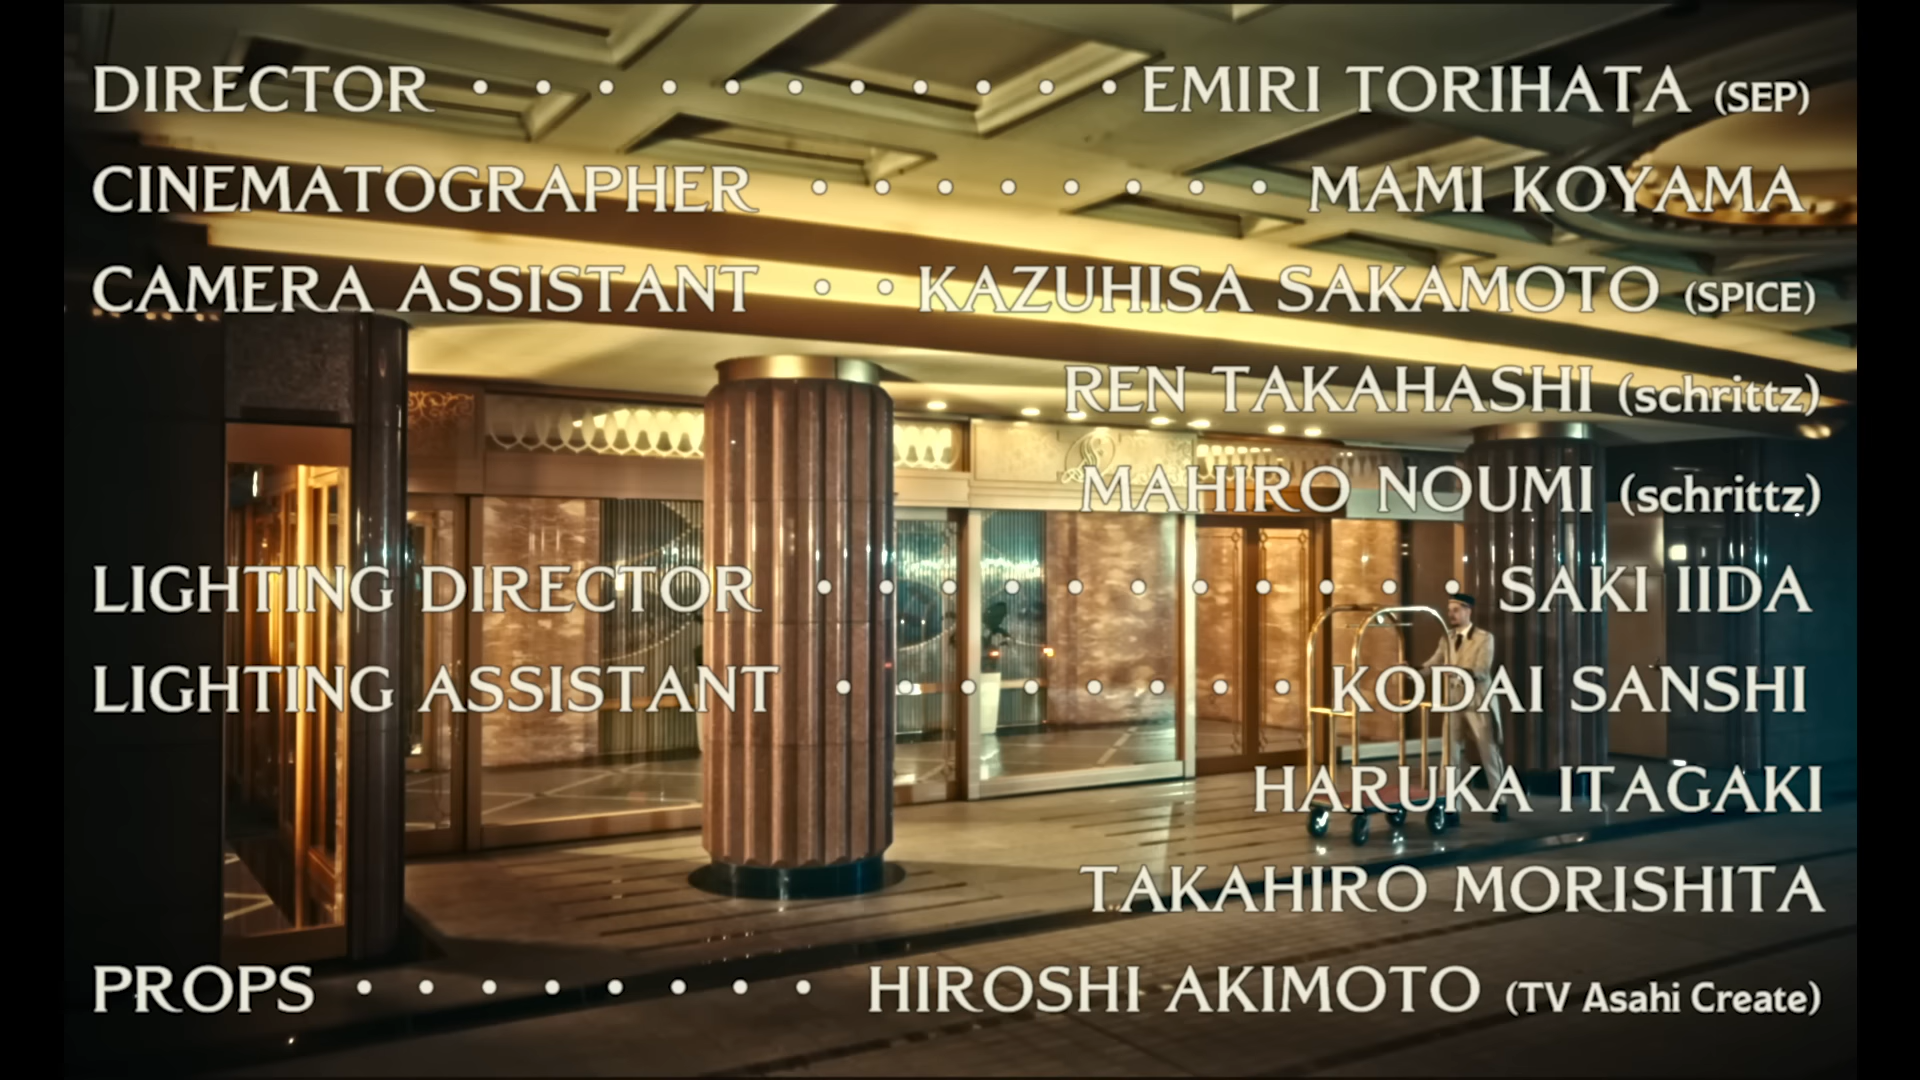 DIRECTOR · · · · · · · · · · · EMIRI TORIHATA (SEP)
CINEMATOGRAPHER · · · · · · · · MAMI KOYAMA
CAMERA ASSISTANT · · KAZUHISA SAKAMOTO (SPICE)
REN TAKAHASHI (schrittz)
MAHIRO NOUMI (schrittz)
LIGHTING DIRECTOR · · · · · · · · · · · SAKI IIDA
LIGHTING ASSISTANT · · · · · · · · KODAI SANSHI
HARUKA ITAGAKI
TAKAHIRO MORISHITA
PROPS · · · · · · · · HIROSHI AKIMOTO (TV Asahi Create)